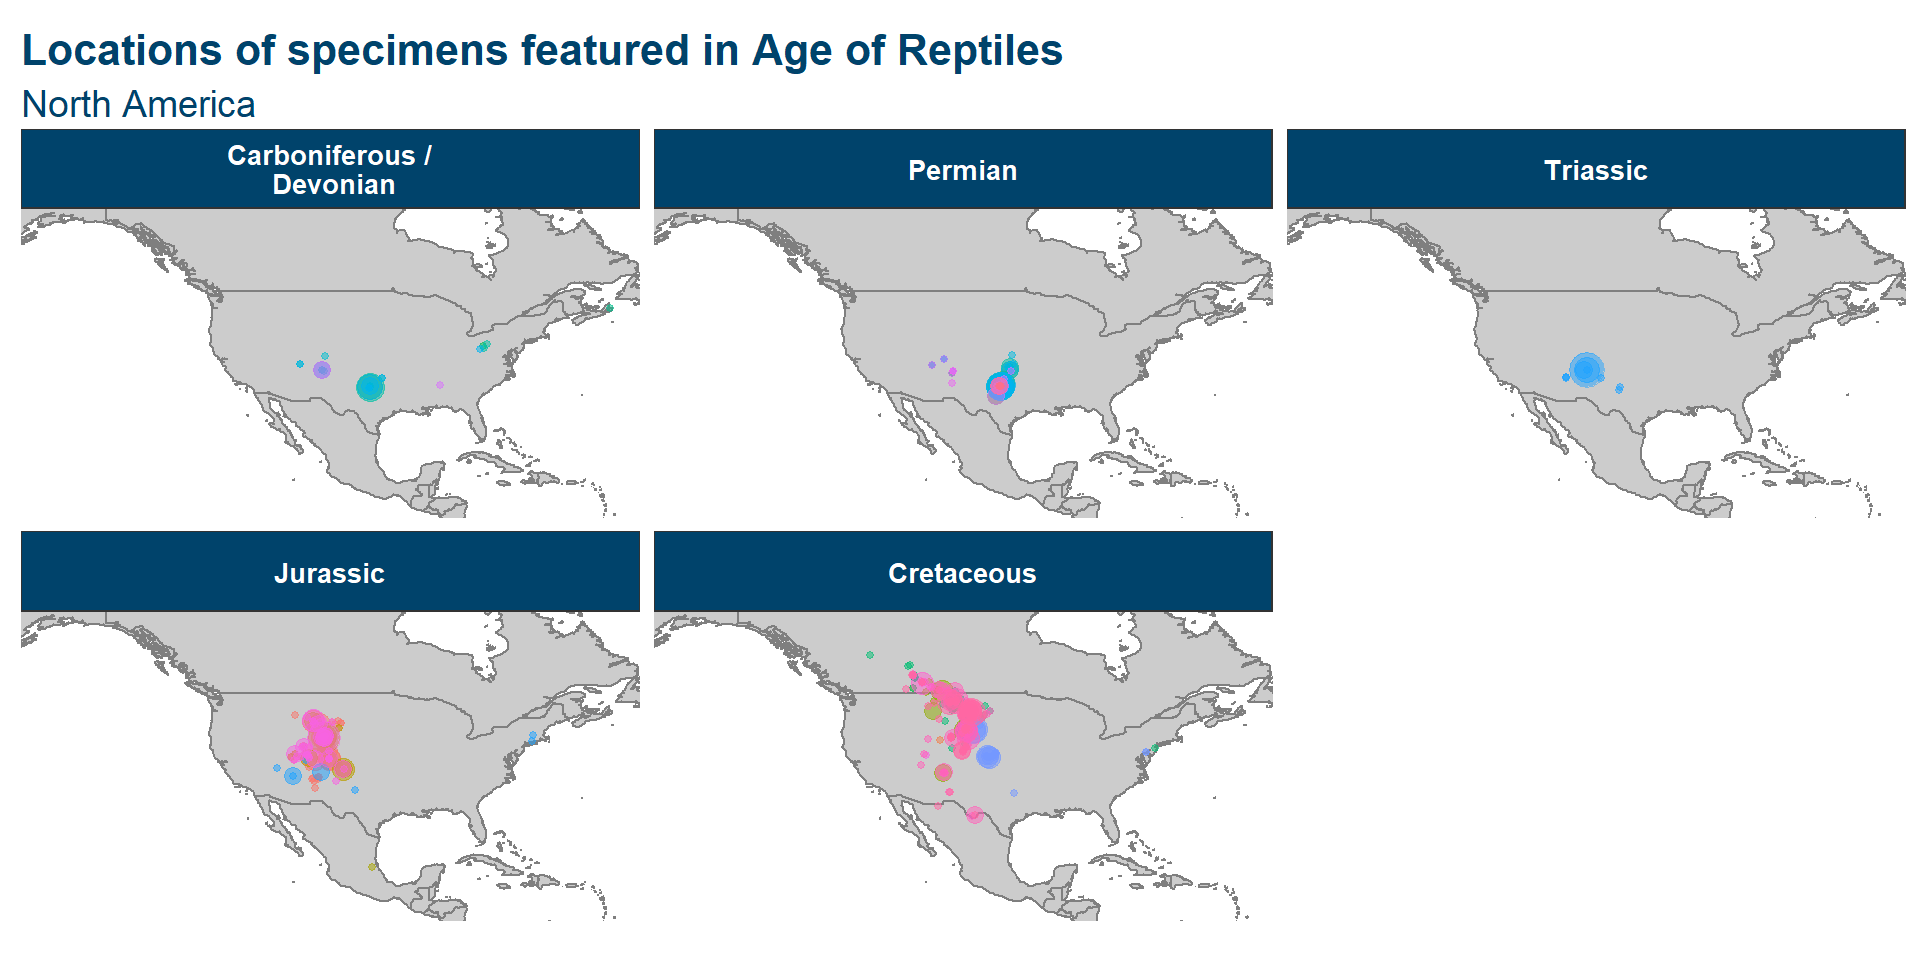 Locations of specimens featured in Age of Reptiles
North America
Carboniferous /
Devonian
Permian
Triassic
Jurassic
Cretaceous